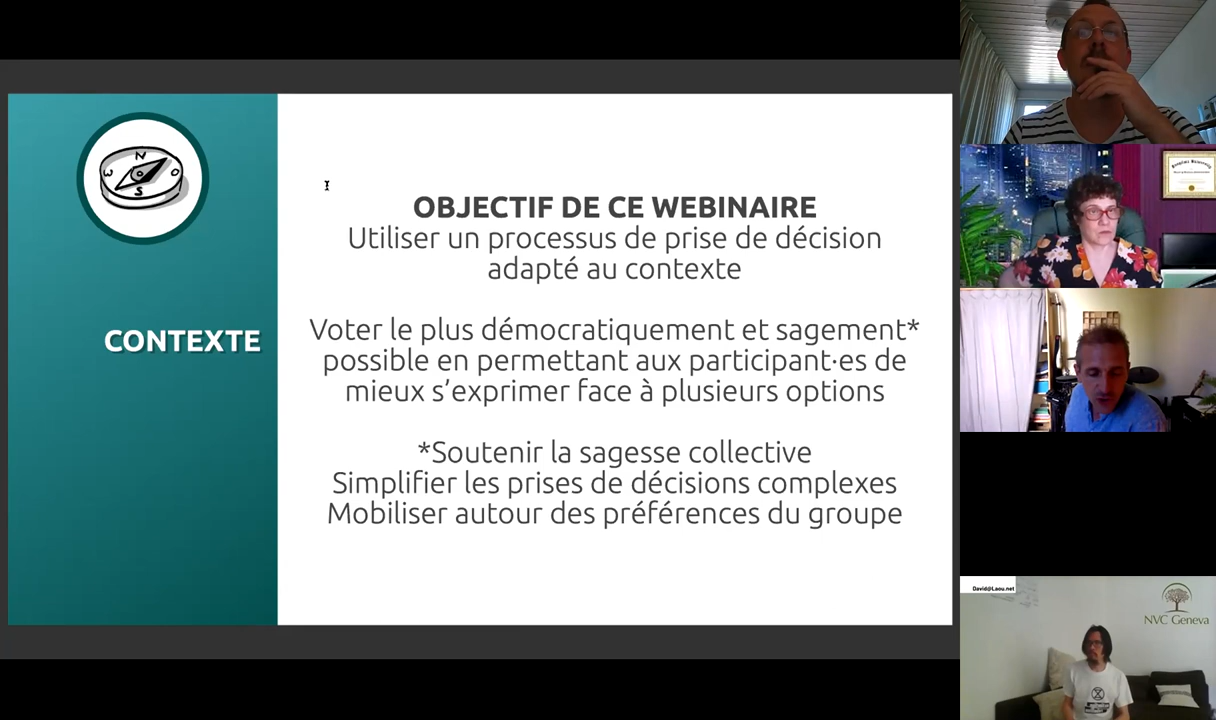 CONTEXTE
N
O
S
OBJECTIF DE CE WEBINAIRE
Utiliser un processus de prise de décision
adapté au contexte
Voter le plus démocratiquement et sagement*
possible en permettant aux participant·es de
mieux s’exprimer face à plusieurs options
*Soutenir la sagesse collective
Simplifier les prises de décisions complexes
Mobiliser autour des préférences du groupe
David@Laou.net
NVC Geneva